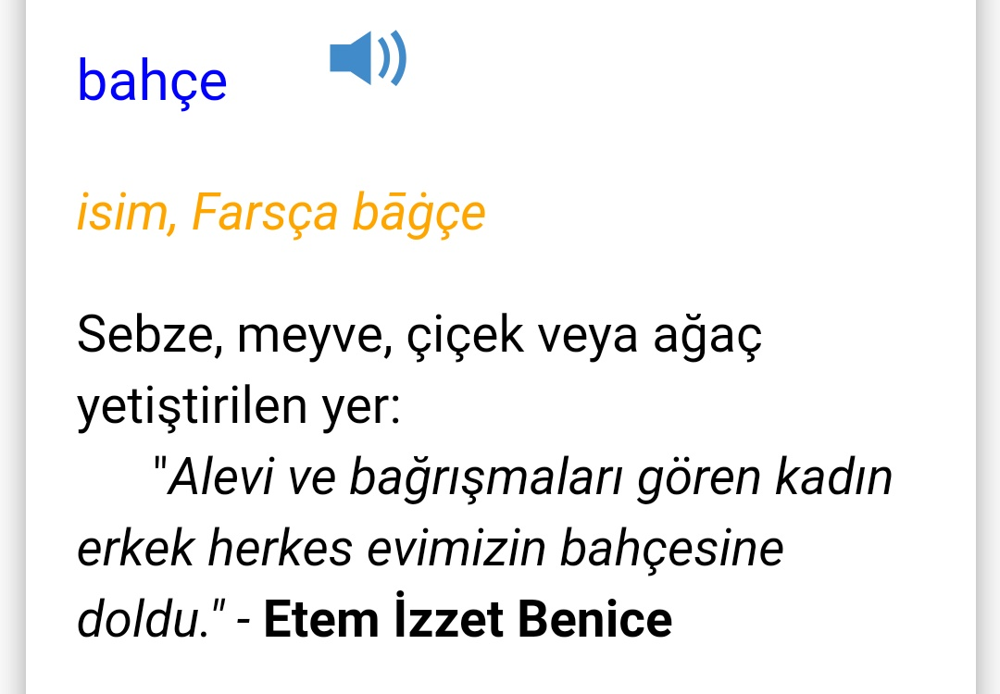 bahçe
isim, Farsça bāġçe
Sebze, meyve, çiçek veya ağaç
yetiştirilen yer:
"Alevi ve bağrışmaları gören kadın
erkek herkes evimizin bahçesine
doldu." - Etem İzzet Benice